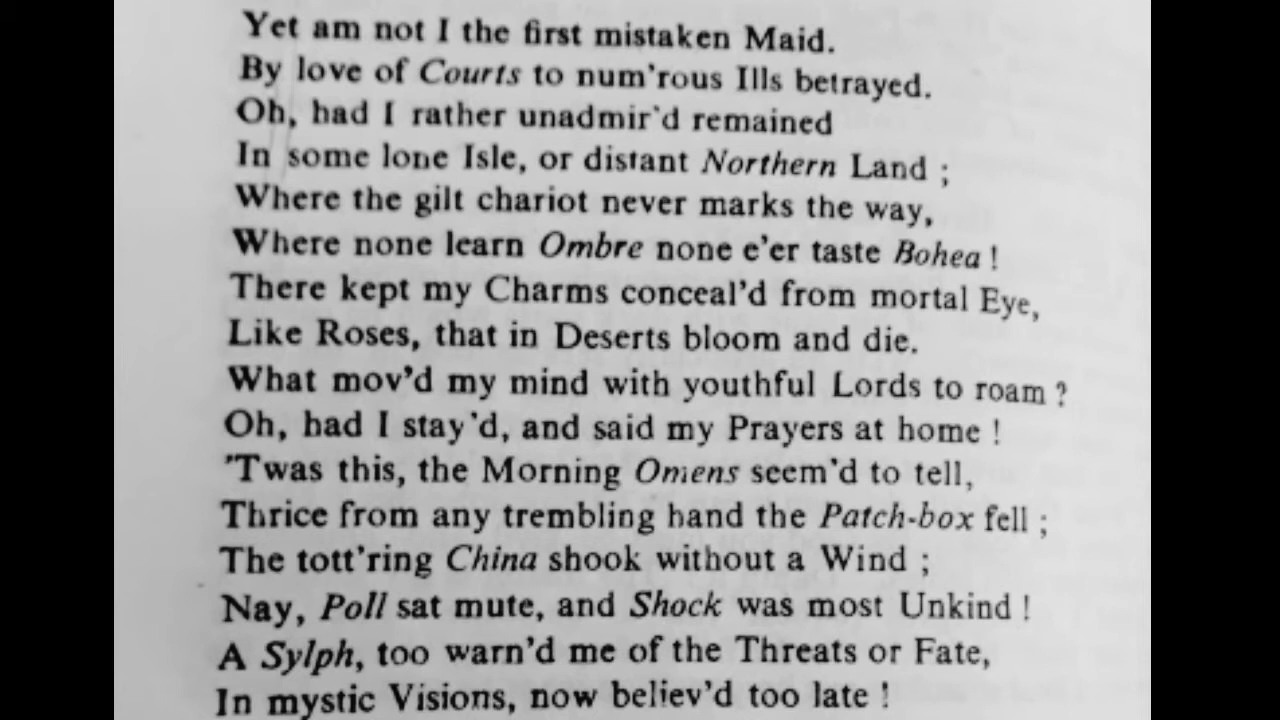 Yet am not I the first mistaken Maid.
By love of Courts to num'rous Ills betrayed.
Oh, had I rather unadmir'd remained
In some lone Isle, or distant Northern Land ;
Where the gilt chariot never marks the way,
Where none learn Ombre none e'er taste Bohea !
There kept my Charms conceal'd from mortal Eye,
Like Roses, that in Deserts bloom and die.
What mov'd my mind with youthful Lords to roam ?
Oh, had I stay'd, and said my Prayers at home !
'Twas this, the Morning Omens seem'd to tell,
Thrice from any trembling hand the Patch-box fell ;
The tott'ring China shook without a Wind ;
Nay, Poll sat mute, and Shock was most Unkind !
A Sylph, too warn'd me of the Threats or Fate,
In mystic Visions, now believ'd too late !